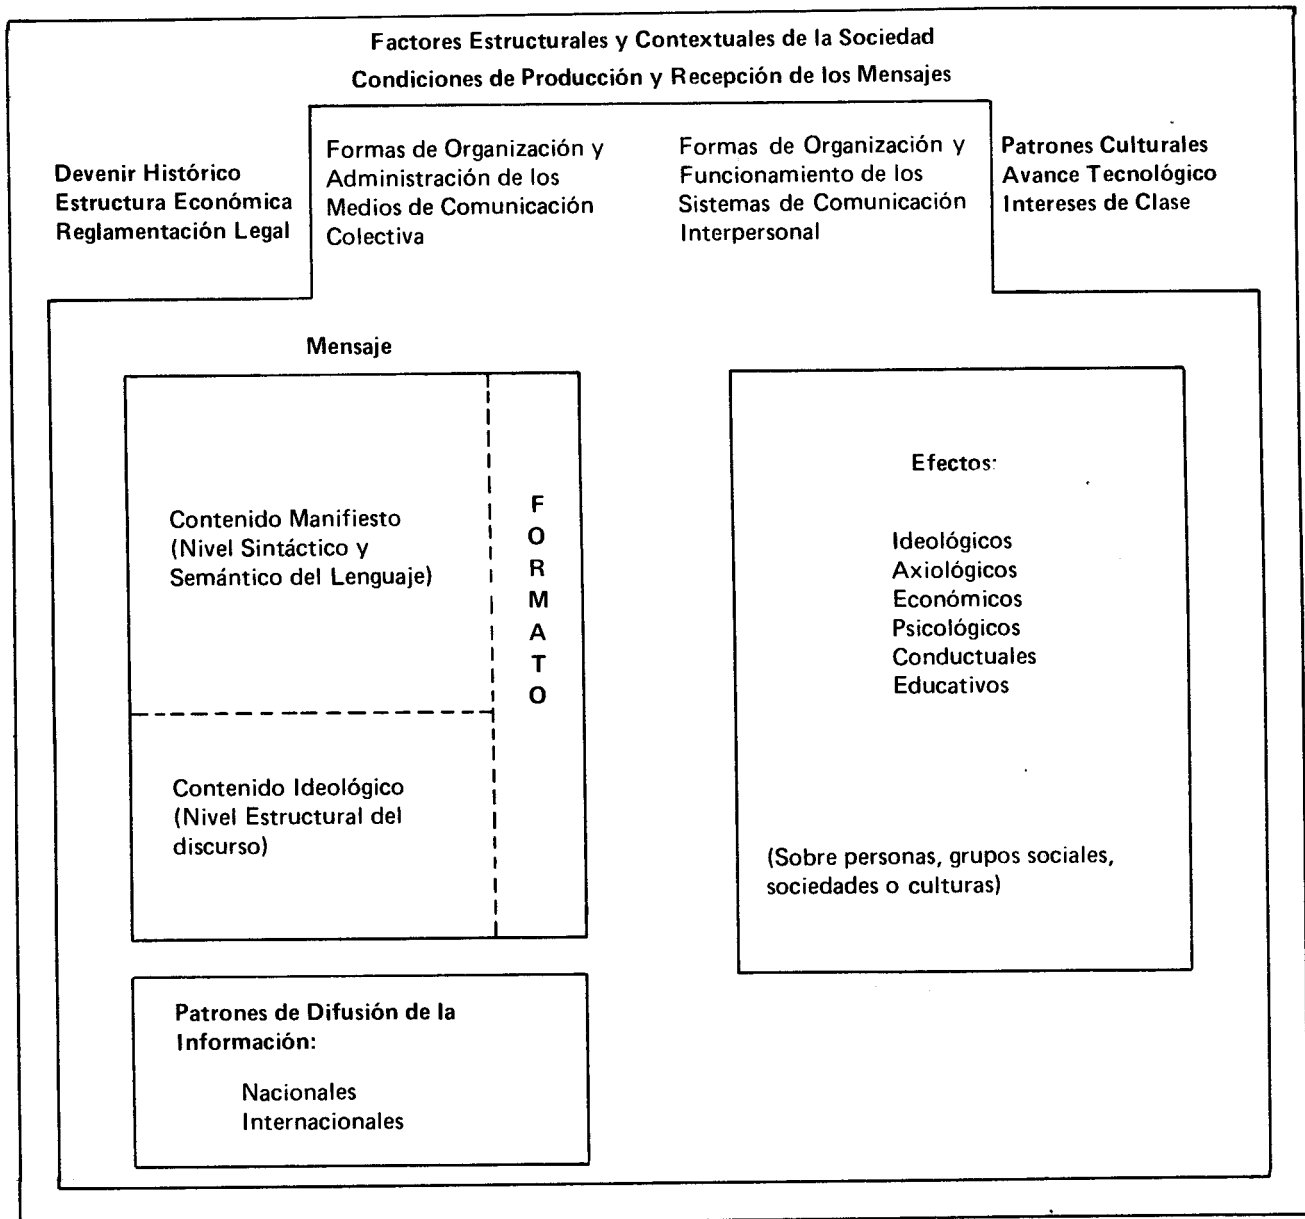 Factores Estructurales y Contextuales de la Sociedad
Condiciones de Producción y Recepción de los Mensajes
Devenir Histórico
Estructura Económica
Reglamentación Legal
Formas de Organización y
Administración de los
Medios de Comunicación
Colectiva
Formas de Organización y
Funcionamiento de los
Sistemas de Comunicación
Interpersonal
Patrones Culturales
Avance Tecnológico
Intereses de Clase
Mensaje
Contenido Manifiesto
(Nivel Sintáctico y
Semántico del Lenguaje)
F
O
R
M
A
T
O
Contenido Ideológico
(Nivel Estructural del
discurso)
Efectos:
Ideológicos
Axiológicos
Económicos
Psicológicos
Conductuales
Educativos
(Sobre personas, grupos sociales,
sociedades o culturas)
Patrones de Difusión de la
Información:
Nacionales
Internacionales